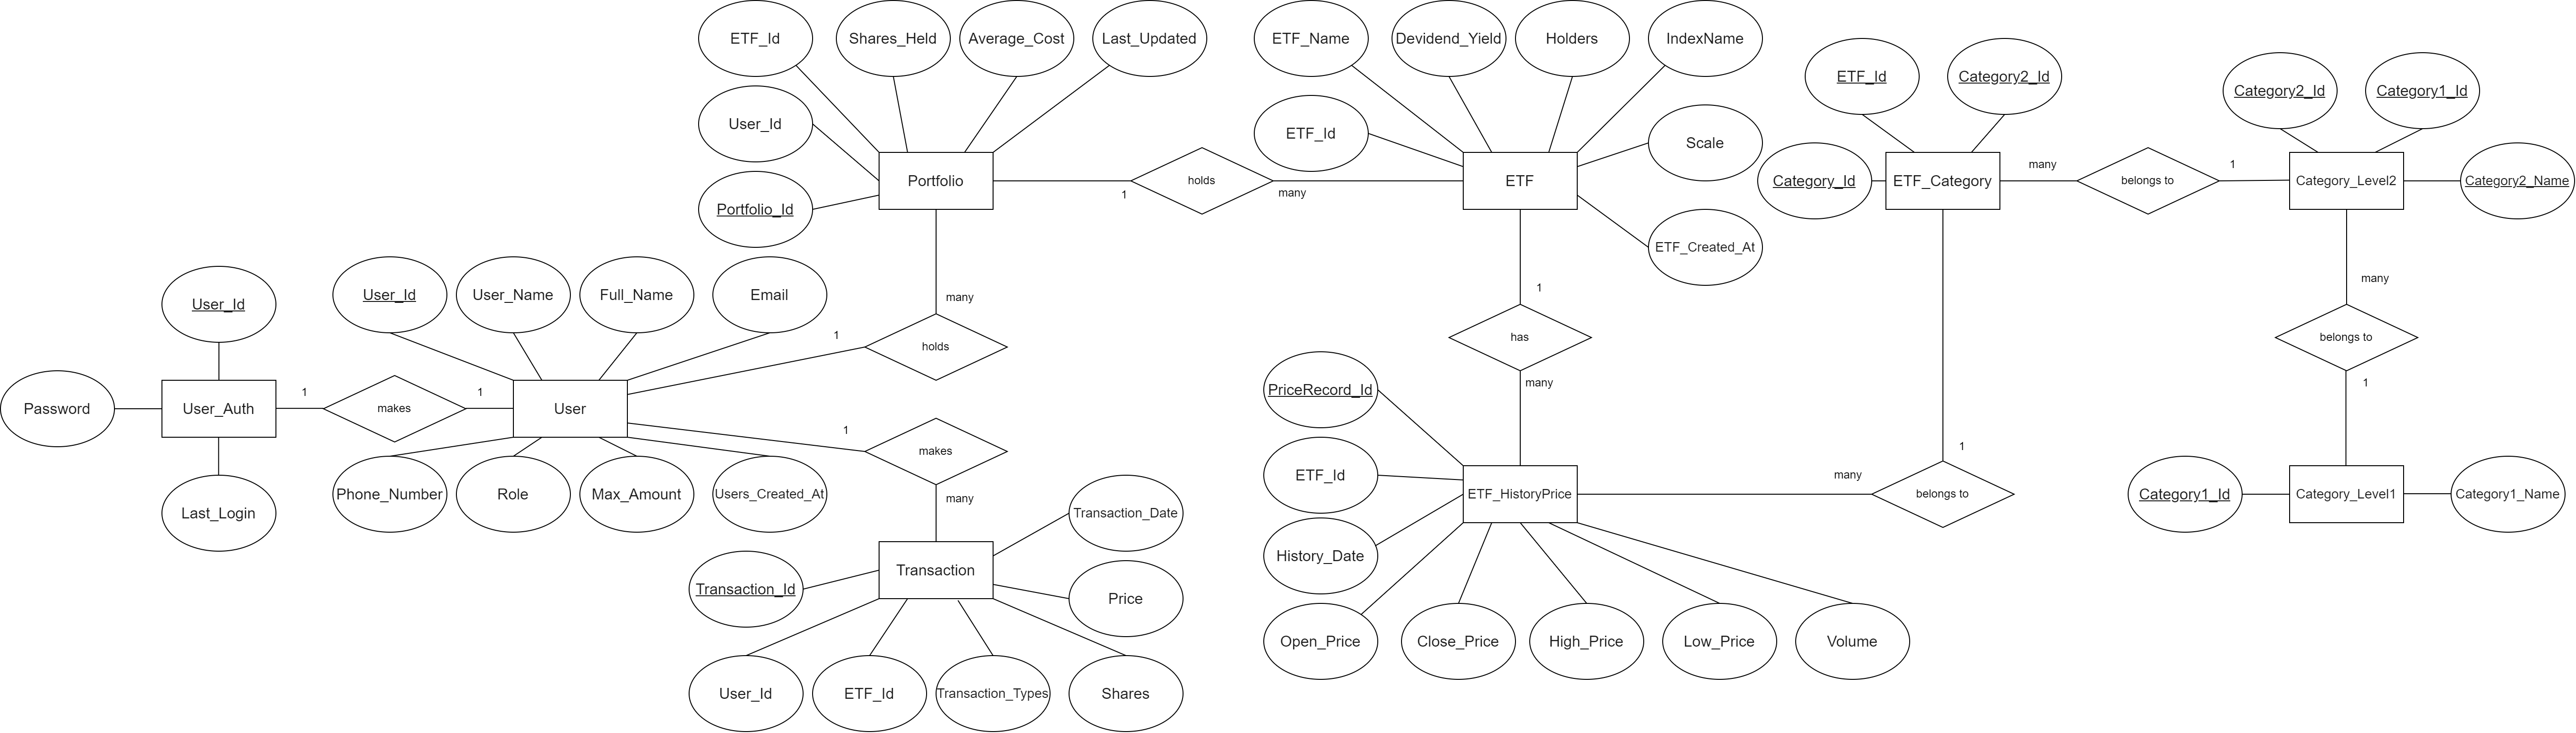 ETF_Id
Shares_Held
Average_Cost
Last_Updated
User_Id
Portfolio_Id
Portfolio
1
holds
many
ETF_Name
Devidend_Yield
Holders
IndexName
ETF_Id
Scale
ETF_Created_At
ETF
ETF_Id
Category2_Id
Category_Id
ETF_Category
many
belongs to
1
Category2_Id
Category1_Id
Category_Level2
Category2_Name
many
belongs to
1
Category1_Id
Category_Level1
Category1_Name
User_Id
Password
User_Auth
Last_Login
1
makes
1
User_Id
User_Name
Full_Name
Email
User
Phone_Number
Role
Max_Amount
Users_Created_At
1
many
holds
1
makes
many
Transaction_Date
Transaction_Id
Transaction
Price
User_Id
ETF_Id
Transaction_Types
Shares
1
has
many
PriceRecord_Id
ETF_Id
ETF_HistoryPrice
History_Date
Open_Price
Close_Price
High_Price
Low_Price
Volume
many
1
belongs to